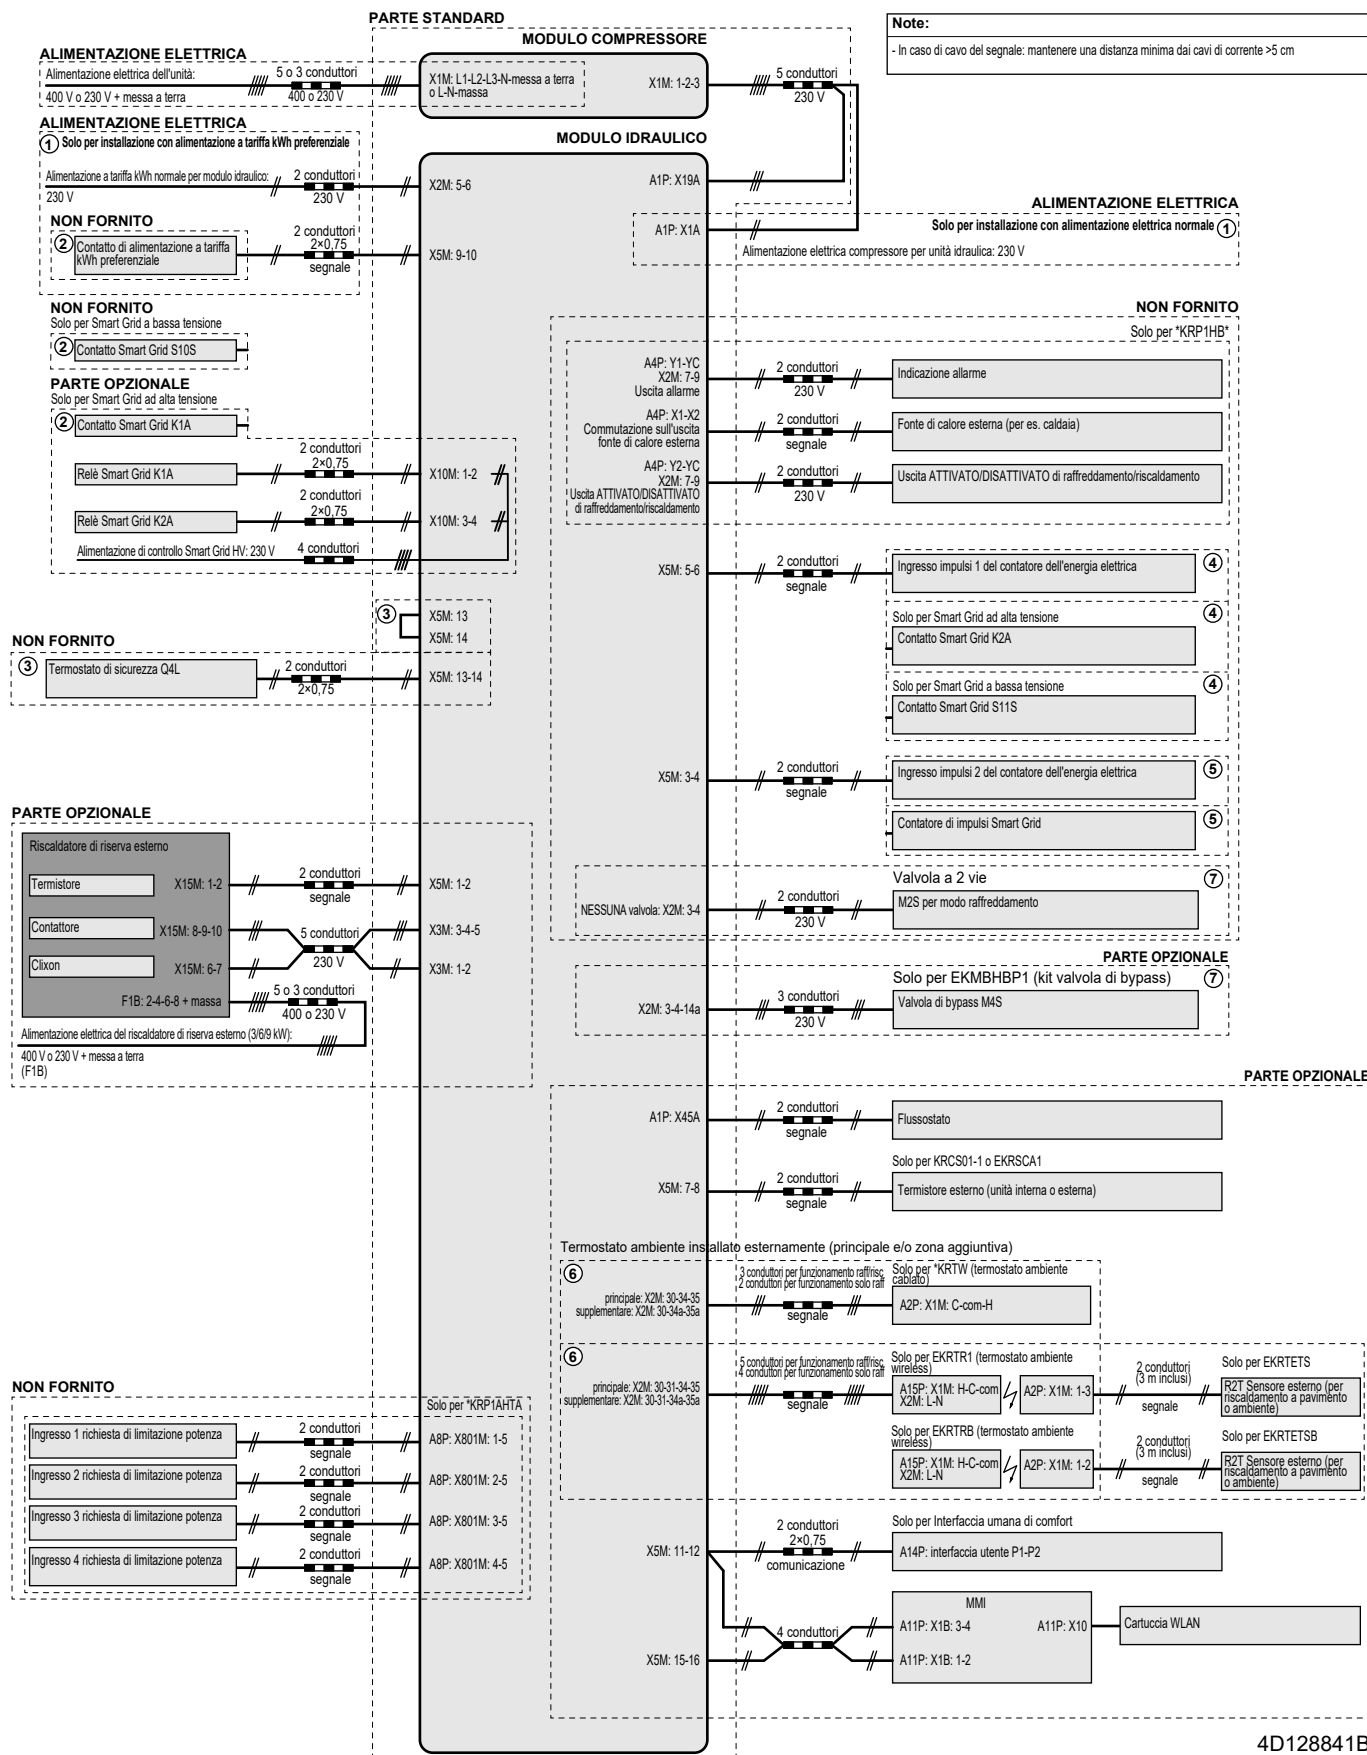 PARTE STANDARD
Note:
- In caso di cavo del segnale: mantenere una distanza minima dai cavi di corrente >5 cm
MODULO COMPRESSORE
ALIMENTAZIONE ELETTRICA
Alimentazione elettrica dell'unità:
400 V o 230 V + messa a terra
5 o 3 conduttori
400 o 230 V
X1M: L1-L2-L3-N-messa a terra
o L-N-massa
X1M: 1-2-3
5 conduttori
230 V
ALIMENTAZIONE ELETTRICA
1 Solo per installazione con alimentazione a tariffa kWh preferenziale
MODULO IDRAULICO
Alimentazione a tariffa kWh normale per modulo idraulico:
230 V
2 conduttori
230 V
X2M: 5-6
A1P: X19A
NON FORNITO
2 Contatto di alimentazione a tariffa
kWh preferenziale
2 conduttori
2×0,75
segnale
X5M: 9-10
ALIMENTAZIONE ELETTRICA
Solo per installazione con alimentazione elettrica normale 1
A1P: X1A
Alimentazione elettrica compressore per unità idraulica: 230 V
NON FORNITO
Solo per Smart Grid a bassa tensione
2 Contatto Smart Grid S10S
PARTE OPZIONALE
Solo per Smart Grid ad alta tensione
2 Contatto Smart Grid K1A
Relè Smart Grid K1A
2 conduttori
2×0,75
X10M: 1-2
Relè Smart Grid K2A
2 conduttori
2×0,75
X10M: 3-4
Alimentazione di controllo Smart Grid HV: 230 V
4 conduttori
NON FORNITO
Solo per *KRP1HB*
A4P: Y1-YC
X2M: 7-9
Uscita allarme
2 conduttori
230 V
Indicazione allarme
A4P: X1-X2
Commutazione sull'uscita
fonte di calore esterna
2 conduttori
segnale
Fonte di calore esterna (per es. caldaia)
A4P: Y2-YC
X2M: 7-9
Uscita ATTIVATO/DISATTIVATO
di raffreddamento/riscaldamento
2 conduttori
230 V
Uscita ATTIVATO/DISATTIVATO di raffreddamento/riscaldamento
X5M: 5-6
2 conduttori
segnale
Ingresso impulsi 1 del contatore dell'energia elettrica
4
Solo per Smart Grid ad alta tensione
4
Contatto Smart Grid K2A
Solo per Smart Grid a bassa tensione
4
Contatto Smart Grid S11S
3
X5M: 13
X5M: 14
NON FORNITO
3 Termostato di sicurezza Q4L
2 conduttori
2×0,75
X5M: 13-14
X5M: 3-4
2 conduttori
segnale
Ingresso impulsi 2 del contatore dell'energia elettrica
5
Contatore di impulsi Smart Grid
5
Valvola a 2 vie
7
NESSUNA valvola: X2M: 3-4
2 conduttori
230 V
M2S per modo raffreddamento
PARTE OPZIONALE
Riscaldatore di riserva esterno
Termistore
X15M: 1-2
2 conduttori
segnale
X5M: 1-2
Contattore
X15M: 8-9-10
5 conduttori
230 V
X3M: 3-4-5
Clixon
X15M: 6-7
X3M: 1-2
F1B: 2-4-6-8 + massa
5 o 3 conduttori
400 o 230 V
Alimentazione elettrica del riscaldatore di riserva esterno (3/6/9 kW):
400 V o 230 V + messa a terra
(F1B)
PARTE OPZIONALE
Solo per EKMBHBP1 (kit valvola di bypass)
7
X2M: 3-4-14a
3 conduttori
230 V
Valvola di bypass M4S
PARTE OPZIONALE
A1P: X45A
2 conduttori
segnale
Flussostato
Solo per KRCS01-1 o EKRSCA1
X5M: 7-8
2 conduttori
segnale
Termistore esterno (unità interna o esterna)
Termostato ambiente installato esternamente (principale e/o zona aggiuntiva)
6
principale: X2M: 30-34-35
supplementare: X2M: 30-34a-35a
3 conduttori per funzionamento raff/risc
2 conduttori per funzionamento solo raff
segnale
Solo per *KRTW (termostato ambiente
cablato)
A2P: X1M: C-com-H
6
principale: X2M: 30-31-34-35
supplementare: X2M: 30-31-34a-35a
5 conduttori per funzionamento raff/risc
4 conduttori per funzionamento solo raff
segnale
Solo per EKRTR1 (termostato ambiente
wireless)
A15P: X1M: H-C-com
X2M: L-N
A2P: X1M: 1-3
2 conduttori
(3 m inclusi)
segnale
Solo per EKRTETS
R2T Sensore esterno (per
riscaldamento a pavimento
o ambiente)
Solo per EKRTRB (termostato ambiente
wireless)
A15P: X1M: H-C-com
X2M: L-N
A2P: X1M: 1-2
2 conduttori
(3 m inclusi)
segnale
Solo per EKRTETSB
R2T Sensore esterno (per
riscaldamento a pavimento
o ambiente)
NON FORNITO
Solo per *KRP1AHTA
Ingresso 1 richiesta di limitazione potenza
2 conduttori
segnale
A8P: X801M: 1-5
Ingresso 2 richiesta di limitazione potenza
2 conduttori
segnale
A8P: X801M: 2-5
Ingresso 3 richiesta di limitazione potenza
2 conduttori
segnale
A8P: X801M: 3-5
Ingresso 4 richiesta di limitazione potenza
2 conduttori
segnale
A8P: X801M: 4-5
Solo per Interfaccia umana di comfort
X5M: 11-12
2 conduttori
2×0,75
comunicazione
A14P: interfaccia utente P1-P2
MMI
A11P: X1B: 3-4
A11P: X10
Cartuccia WLAN
4 conduttori
X5M: 15-16
A11P: X1B: 1-2
4D128841B